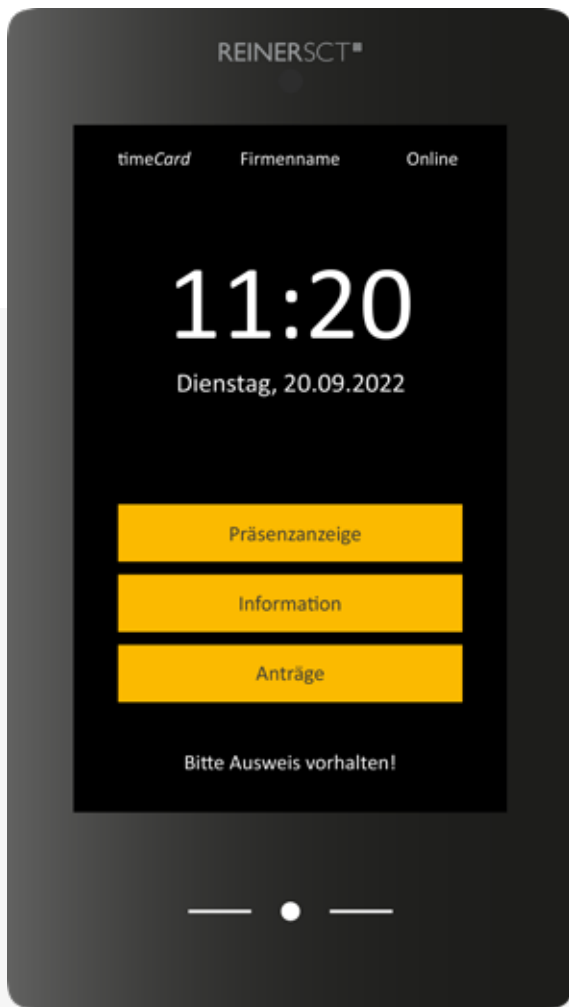 REINERSCT
timeCard Firmenname Online
11:20
Dienstag, 20.09.2022
Präsenzanzeige
Information
Anträge
Bitte Ausweis vorhalten!